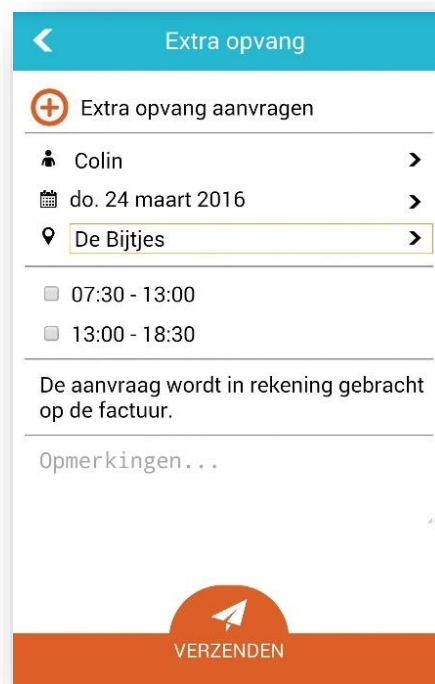 Extra opvang
Extra opvang aanvragen
Colin
do. 24 maart 2016
De Bijtjes
07:30 - 13:00
13:00 - 18:30
De aanvraag wordt in rekening gebracht
op de factuur.
Opmerkingen...
VERZENDEN